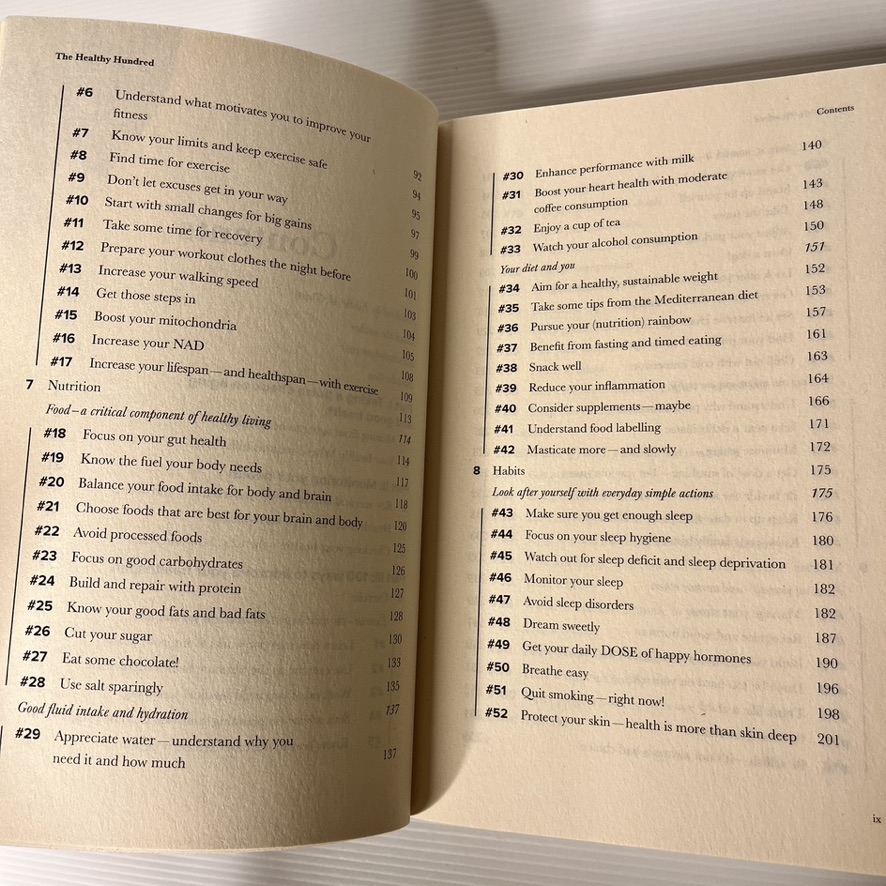 The Healthy Hundred
#6 Understand what motivates you to improve your
fitness 92
#7 Know your limits and keep exercise safe 94
#8 Find time for exercise 95
#9 Don't let excuses get in your way 97
#10 Start with small changes for big gains 99
#11 Take some time for recovery 100
#12 Prepare your workout clothes the night before 101
#13 Increase your walking speed 103
#14 Get those steps in 104
#15 Boost your mitochondria 105
#16 Increase your NAD 108
#17 Increase your lifespan—and healthspan—with exercise 109
7 Nutrition 113
Food–a critical component of healthy living 114
#18 Focus on your gut health 114
#19 Know the fuel your body needs 117
#20 Balance your food intake for body and brain 118
#21 Choose foods that are best for your brain and body 120
#22 Avoid processed foods 125
#23 Focus on good carbohydrates 126
#24 Build and repair with protein 127
#25 Know your good fats and bad fats 128
#26 Cut your sugar 130
#27 Eat some chocolate! 133
#28 Use salt sparingly 135
Good fluid intake and hydration 137
#29 Appreciate water—understand why you
need it and how much 137
Contents
#30 Enhance performance with milk 140
#31 Boost your heart health with moderate
coffee consumption 143
#32 Enjoy a cup of tea 148
#33 Watch your alcohol consumption 150
Your diet and you 151
#34 Aim for a healthy, sustainable weight 152
#35 Take some tips from the Mediterranean diet 153
#36 Pursue your (nutrition) rainbow 157
#37 Benefit from fasting and timed eating 161
#38 Snack well 163
#39 Reduce your inflammation 164
#40 Consider supplements—maybe 166
#41 Understand food labelling 171
#42 Masticate more—and slowly 172
8 Habits 175
Look after yourself with everyday simple actions 175
#43 Make sure you get enough sleep 176
#44 Focus on your sleep hygiene 180
#45 Watch out for sleep deficit and sleep deprivation 181
#46 Monitor your sleep 182
#47 Avoid sleep disorders 182
#48 Dream sweetly 187
#49 Get your daily DOSE of happy hormones 190
#50 Breathe easy 196
#51 Quit smoking—right now! 198
#52 Protect your skin—health is more than skin deep 201
ix